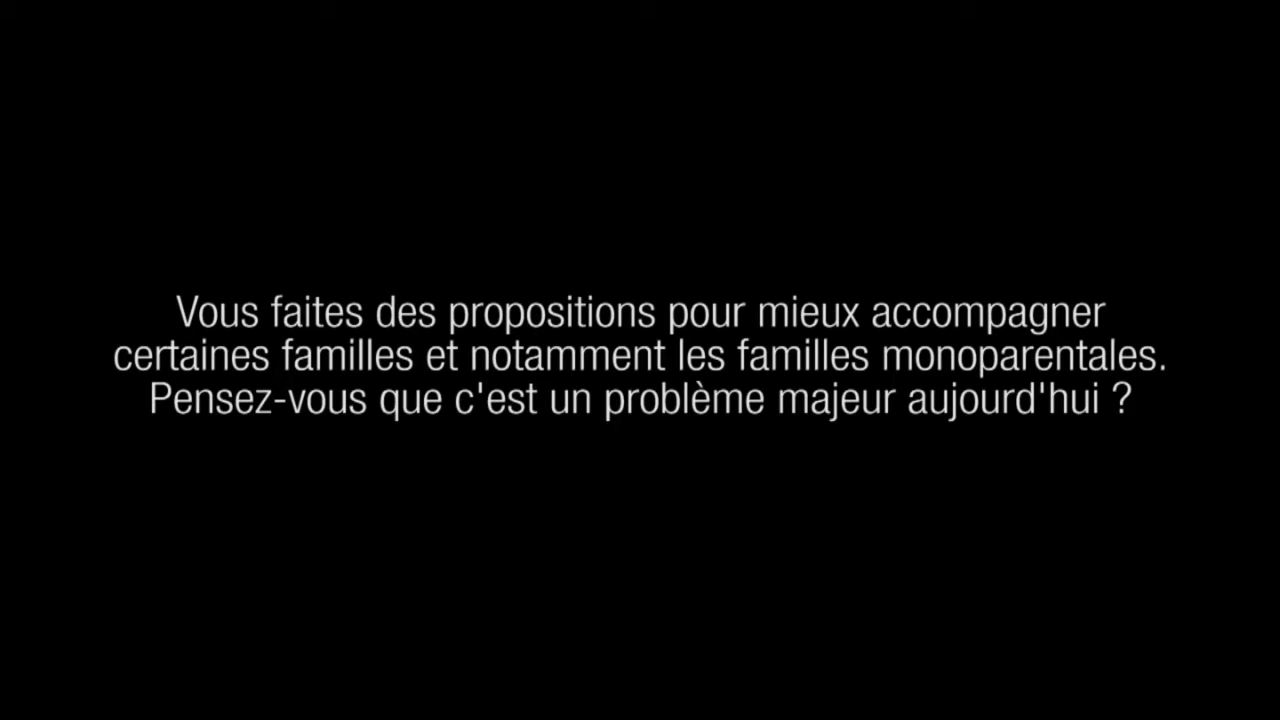 Vous faites des propositions pour mieux accompagner
certaines familles et notamment les familles monoparentales.
Pensez-vous que c'est un problème majeur aujourd'hui ?